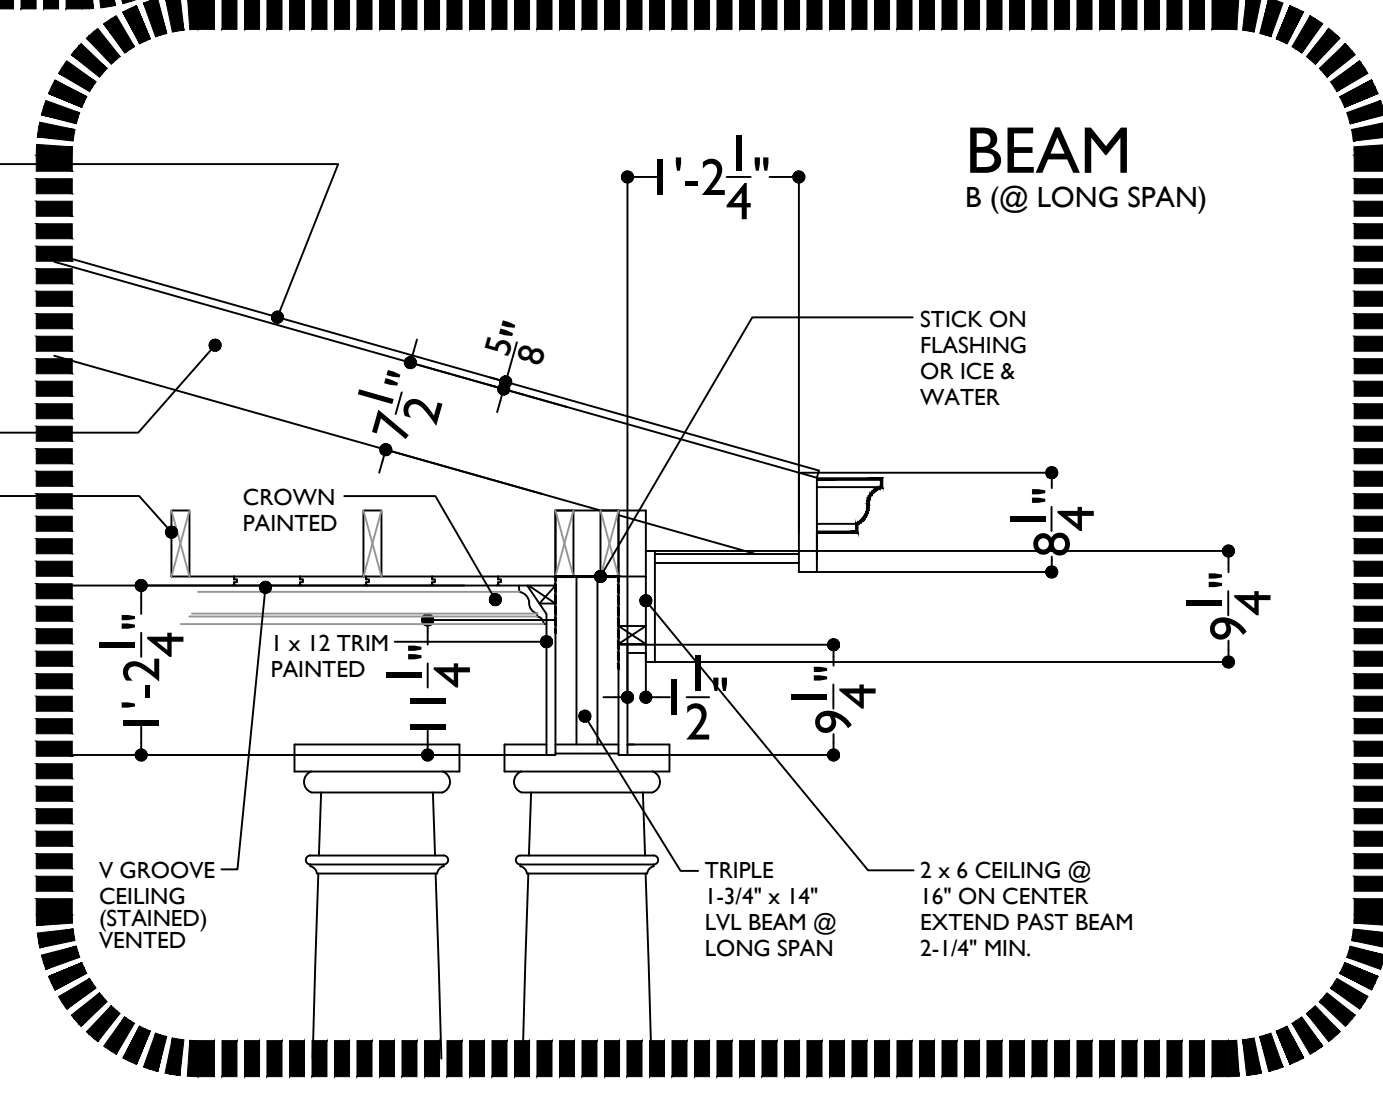 BEAM
B (@ LONG SPAN)
1'-2 1/4"
STICK ON
FLASHING
OR ICE &
WATER
5/8"
7 1/2"
CROWN
PAINTED
8 1/4"
9 1/4"
1'-2 1/4"
1 x 12 TRIM
PAINTED
11 1/4"
1 1/2"
9 1/4"
V GROOVE
CEILING
(STAINED)
VENTED
TRIPLE
1-3/4" x 14"
LVL BEAM @
LONG SPAN
2 x 6 CEILING @
16" ON CENTER
EXTEND PAST BEAM
2-1/4" MIN.